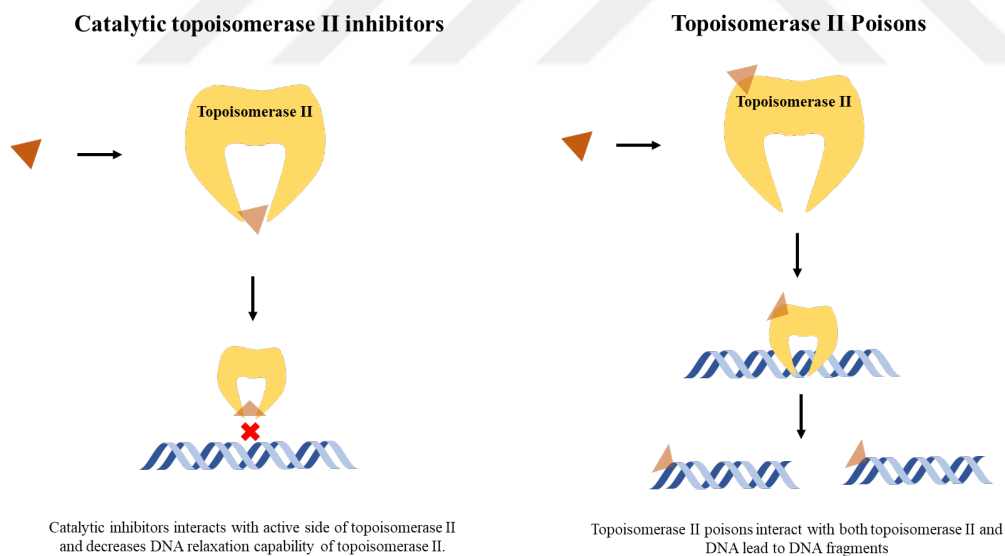 Catalytic topoisomerase II inhibitors
Topoisomerase II
Catalytic inhibitors interacts with active side of topoisomerase II
and decreases DNA relaxation capability of topoisomerase II.
Topoisomerase II Poisons
Topoisomerase II
Topoisomerase II poisons interact with both topoisomerase II and
DNA lead to DNA fragments